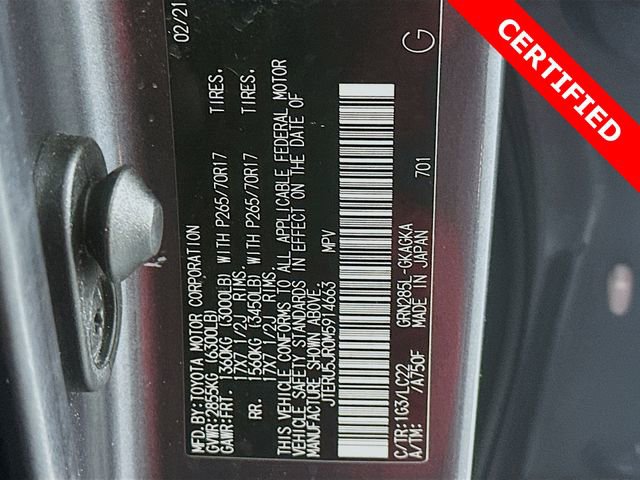 CERTIFIED
MFD.BY:TOYOTA MOTOR CORPORATION 02/21
GVWR:2855KG (6300LB)
GAWR:FRT. 1360KG (3000LB) WITH P265/70R17 TIRES.
17X7 1/2J RIMS.
RR. 1560KG (3450LB) WITH P265/70R17 TIRES.
17X7 1/2J RIMS.
THIS VEHICLE CONFORMS TO ALL APPLICABLE FEDERAL MOTOR
VEHICLE SAFETY STANDARDS IN EFFECT ON THE DATE OF
MANUFACTURE SHOWN ABOVE.
JTERU5JR0M5914663 MPV
C/TR:1G3/LC22 GRN285L-GKAGKA 701
A/TM: A750F MADE IN JAPAN
G